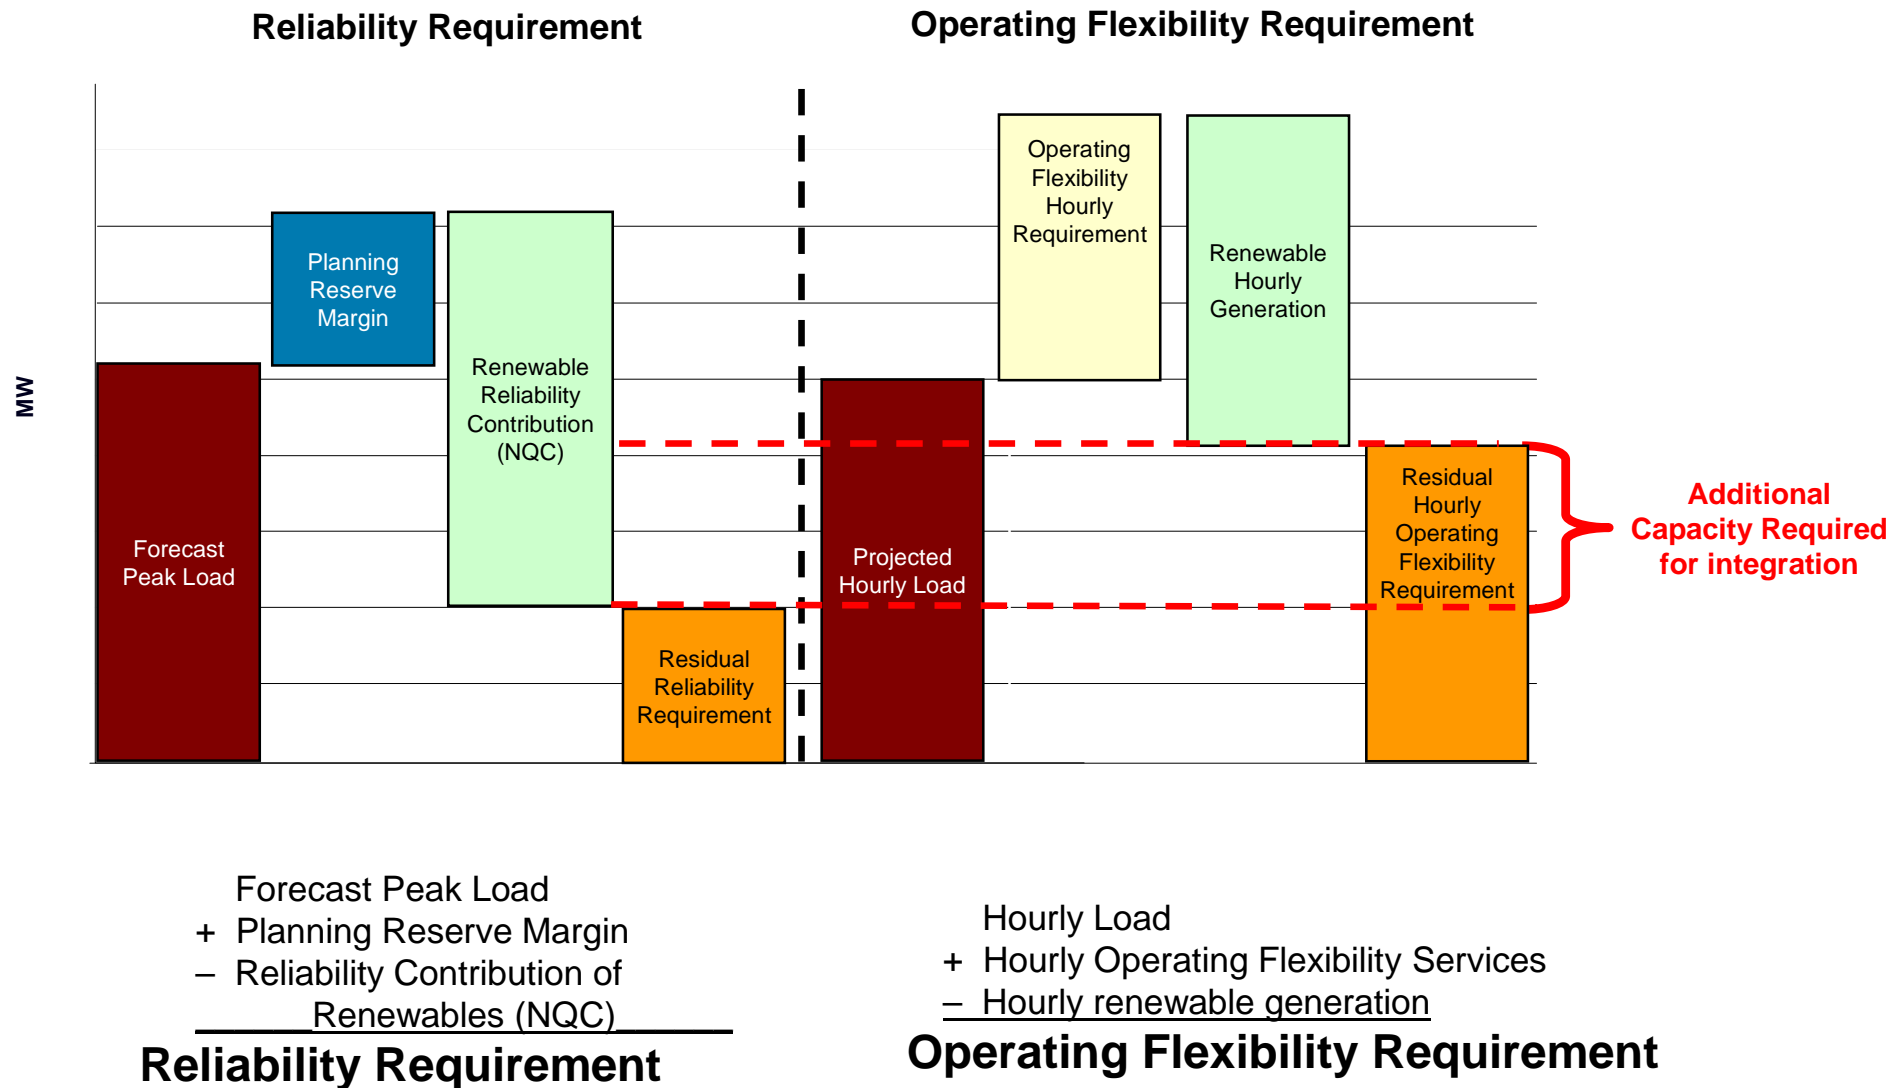 Reliability Requirement
Operating Flexibility Requirement
MW
Forecast
Peak Load
Planning
Reserve
Margin
Renewable
Reliability
Contribution
(NQC)
Residual
Reliability
Requirement
Projected
Hourly Load
Operating
Flexibility
Hourly
Requirement
Renewable
Hourly
Generation
Residual
Hourly
Operating
Flexibility
Requirement
Additional
Capacity Required
for integration
Forecast Peak Load
+ Planning Reserve Margin
– Reliability Contribution of
Renewables (NQC)
Reliability Requirement
Hourly Load
+ Hourly Operating Flexibility Services
– Hourly renewable generation
Operating Flexibility Requirement